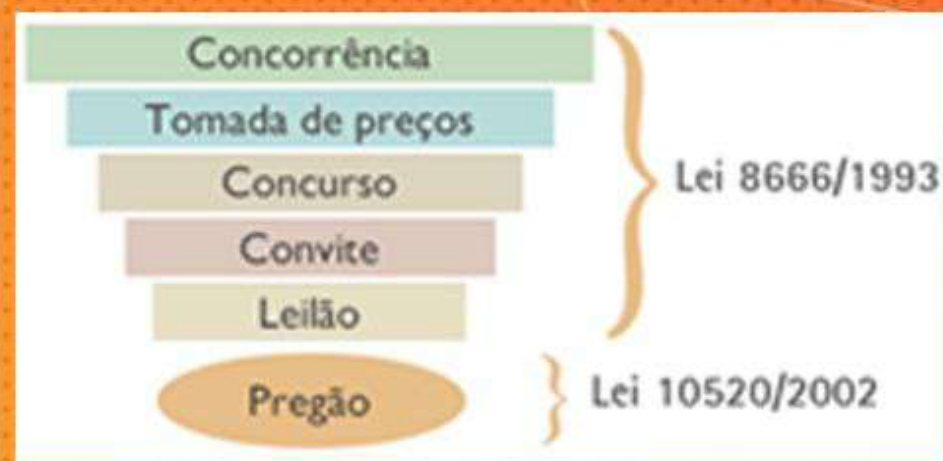 Concorrência
Tomada de preços
Concurso
Convite
Leilão
Lei 8666/1993
Pregão
Lei 10520/2002